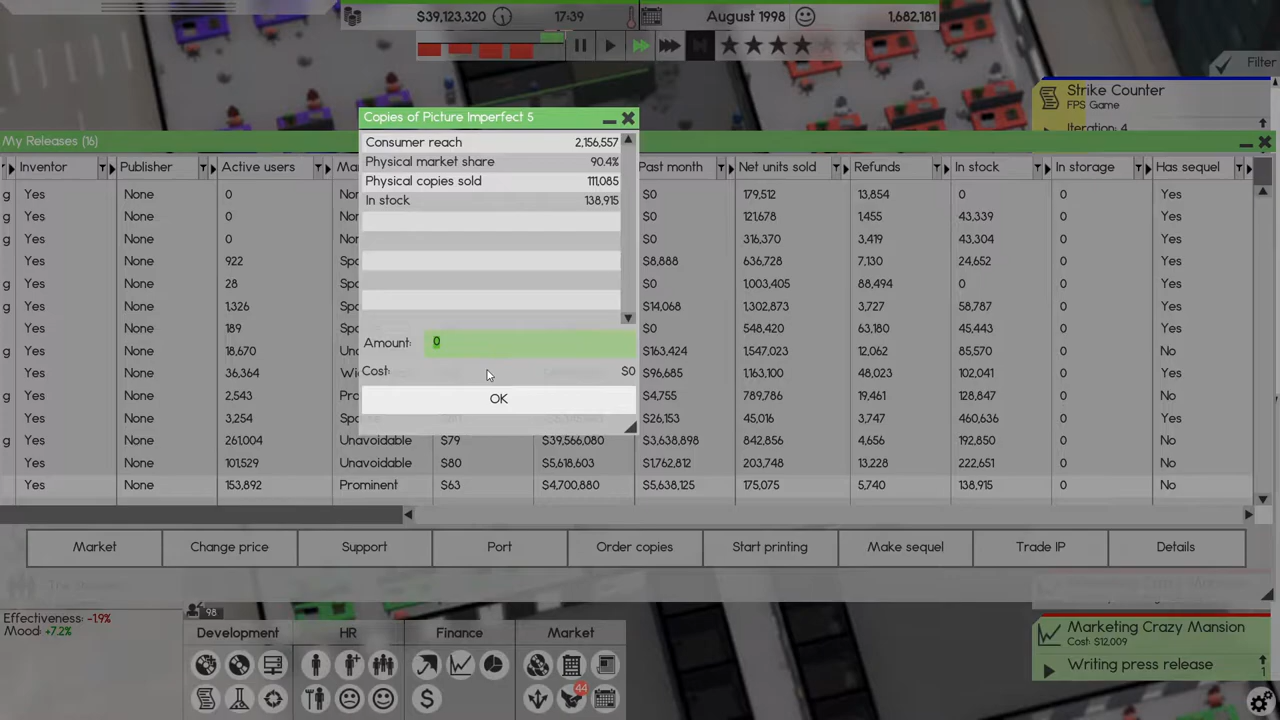 $39,123,320 17:39 August 1998 1,682,181
Filter
Strike Counter
FPS Game
Iteration: 4
My Releases (16)
Copies of Picture Imperfect 5
Consumer reach 2,156,557
Physical market share 90.4%
Physical copies sold 111,085
In stock 138,915
Amount: 0
Cost: $0
OK
Inventor Publisher Active users Past month Net units sold Refunds In stock In storage Has sequel
g Yes None 0 $0 179,512 13,854 0 0 Yes
Yes None 0 $0 121,678 1,455 43,339 0 Yes
g Yes None 0 $0 316,370 3,419 43,304 0 Yes
Yes None 922 $8,888 636,728 7,130 24,652 0 Yes
g Yes None 28 $0 1,003,405 88,494 0 0 Yes
Yes None 1,326 $14,068 1,302,873 3,727 58,787 0 Yes
Yes None 189 $0 548,420 63,180 45,443 0 Yes
Yes None 18,670 $163,424 1,547,023 12,062 85,570 0 Yes
Yes None 36,364 $96,685 1,163,100 48,023 102,041 0 Yes
Yes None 2,543 $4,755 789,786 19,461 128,847 0 Yes
Yes None 3,254 $26,153 45,016 3,747 460,636 0 Yes
g Yes None 261,004 Unavoidable $79 $39,566,080 $3,638,898 842,856 4,656 192,850 0 No
Yes None 101,529 Unavoidable $80 $5,618,603 $1,762,812 203,748 13,228 222,651 0 No
Yes None 153,892 Prominent $63 $4,700,880 $5,638,125 175,075 5,740 138,915 0 No
Market Change price Support Port Order copies Start printing Make sequel Trade IP Details
Effectiveness: -1.9%
Mood: +7.2%
98
Development HR Finance Market
44
Marketing Crazy Mansion
Cost: $12,009
Writing press release 1